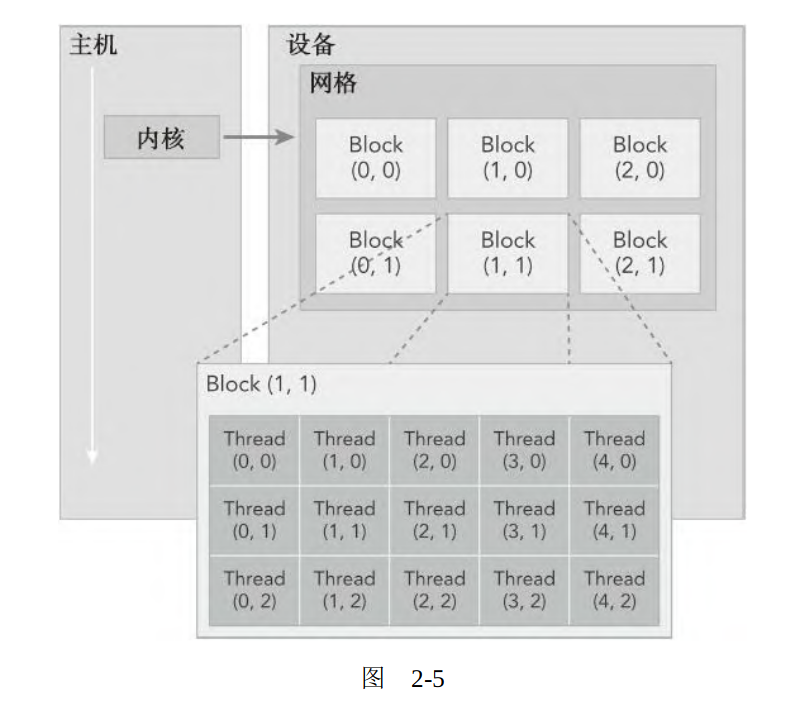 主机
设备
网格
内核
Block
(0, 0)
Block
(1, 0)
Block
(2, 0)
Block
(0, 1)
Block
(1, 1)
Block
(2, 1)
Block (1, 1)
Thread
(0, 0)
Thread
(1, 0)
Thread
(2, 0)
Thread
(3, 0)
Thread
(4, 0)
Thread
(0, 1)
Thread
(1, 1)
Thread
(2, 1)
Thread
(3, 1)
Thread
(4, 1)
Thread
(0, 2)
Thread
(1, 2)
Thread
(2, 2)
Thread
(3, 2)
Thread
(4, 2)
图 2-5